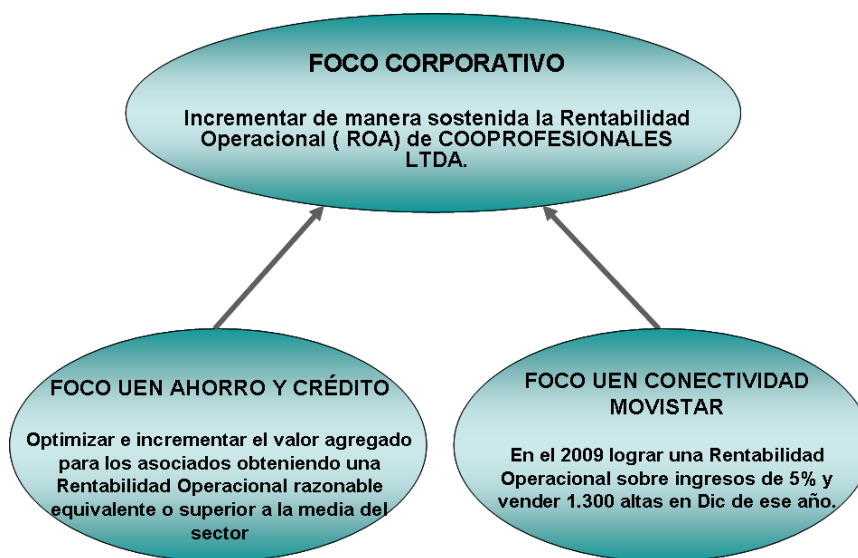 FOCO CORPORATIVO
Incrementar de manera sostenida la Rentabilidad
Operacional ( ROA) de COOPROFESIONALES
LTDA.
FOCO UEN AHORRO Y CRÉDITO
Optimizar e incrementar el valor agregado
para los asociados obteniendo una
Rentabilidad Operacional razonable
equivalente o superior a la media del
sector
FOCO UEN CONECTIVIDAD
MOVISTAR
En el 2009 lograr una Rentabilidad
Operacional sobre ingresos de 5% y
vender 1.300 altas en Dic de ese año.